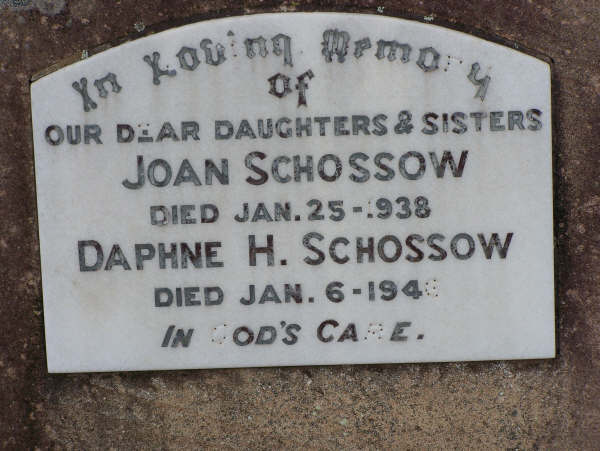 In Loving Memory
of
OUR DEAR DAUGHTERS & SISTERS
JOAN SCHOSSOW
DIED JAN. 25-1938
DAPHNE H. SCHOSSOW
DIED JAN. 6-
IN GOD'S CARE.